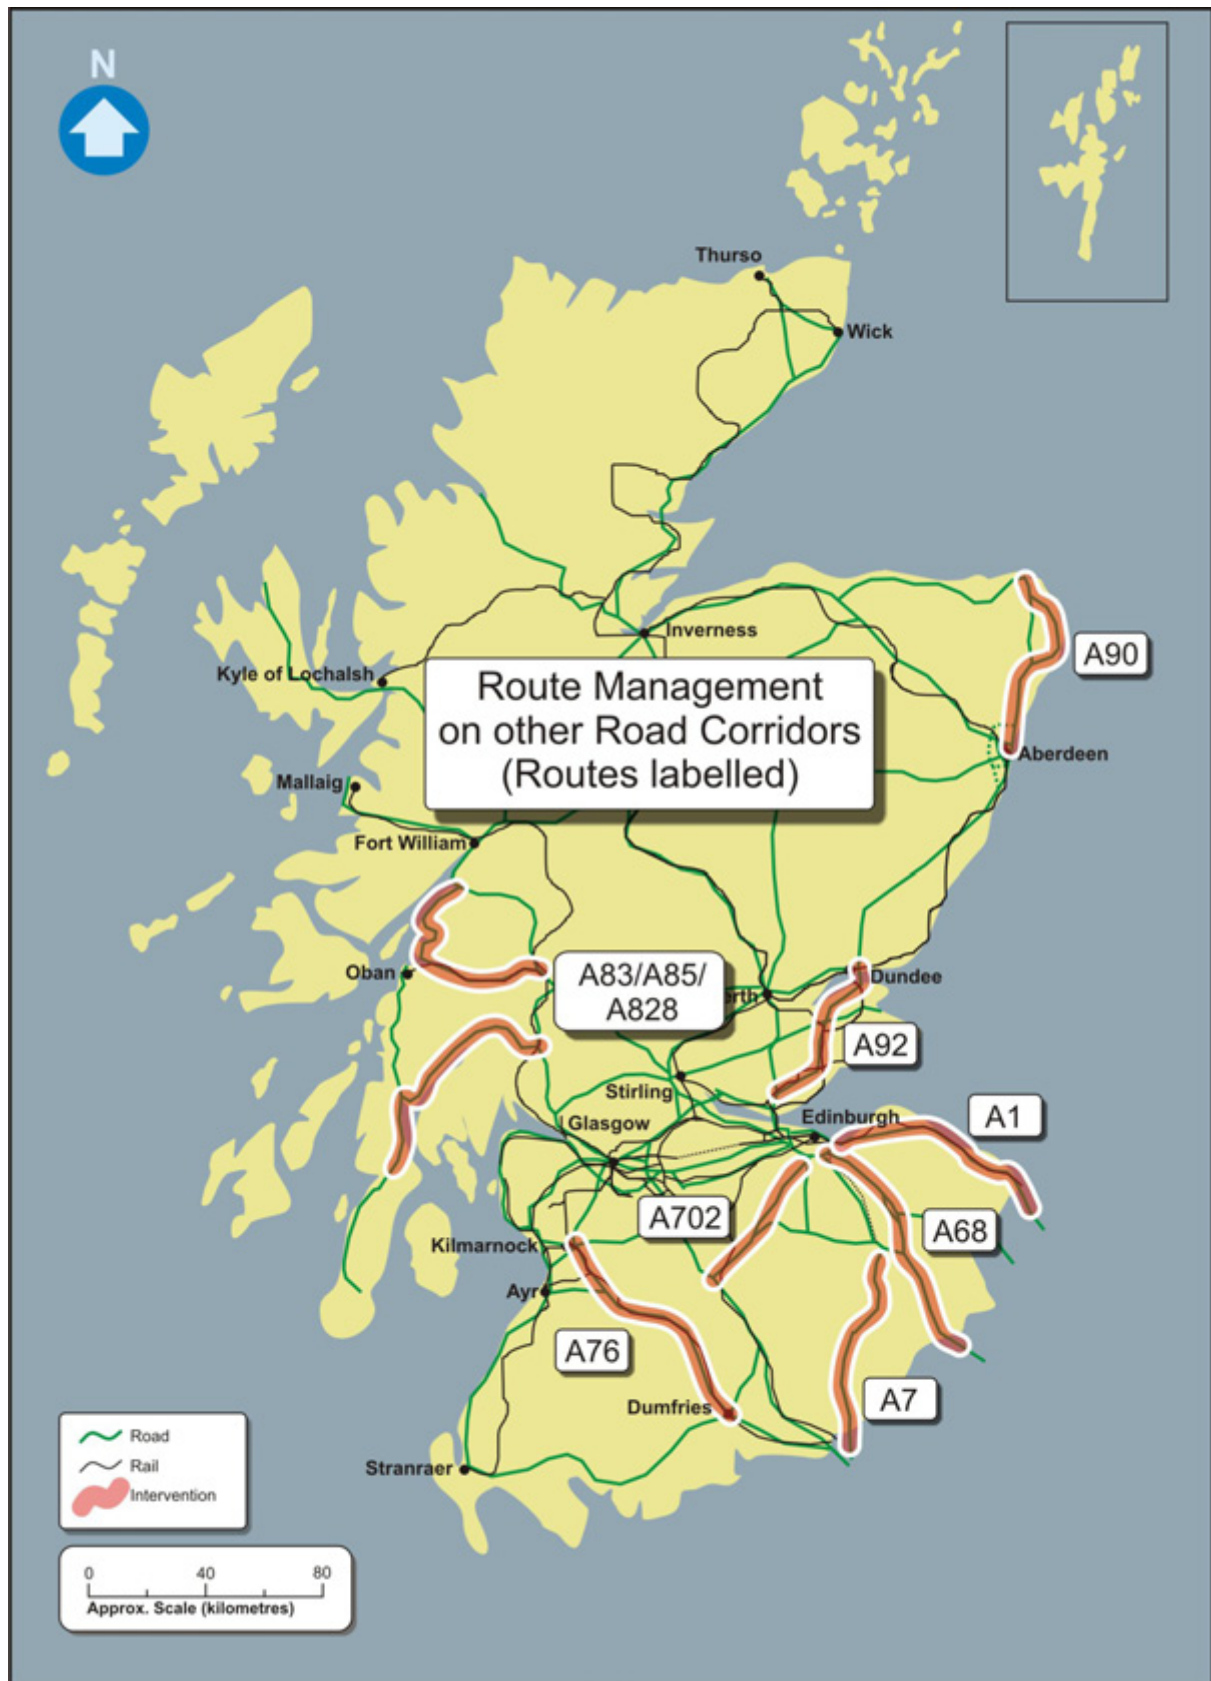 N
Thurso
Wick
Inverness
Kyle of Lochalsh
A90
Route Management
on other Road Corridors
(Routes labelled)
Aberdeen
Mallaig
Fort William
Oban
A83/A85/
A828
erth
Dundee
A92
Stirling
Edinburgh
A1
Glasgow
A702
A68
Kilmarnock
Ayr
A76
A7
Dumfries
Stranraer
Road
Rail
Intervention
0 40 80
Approx. Scale (kilometres)